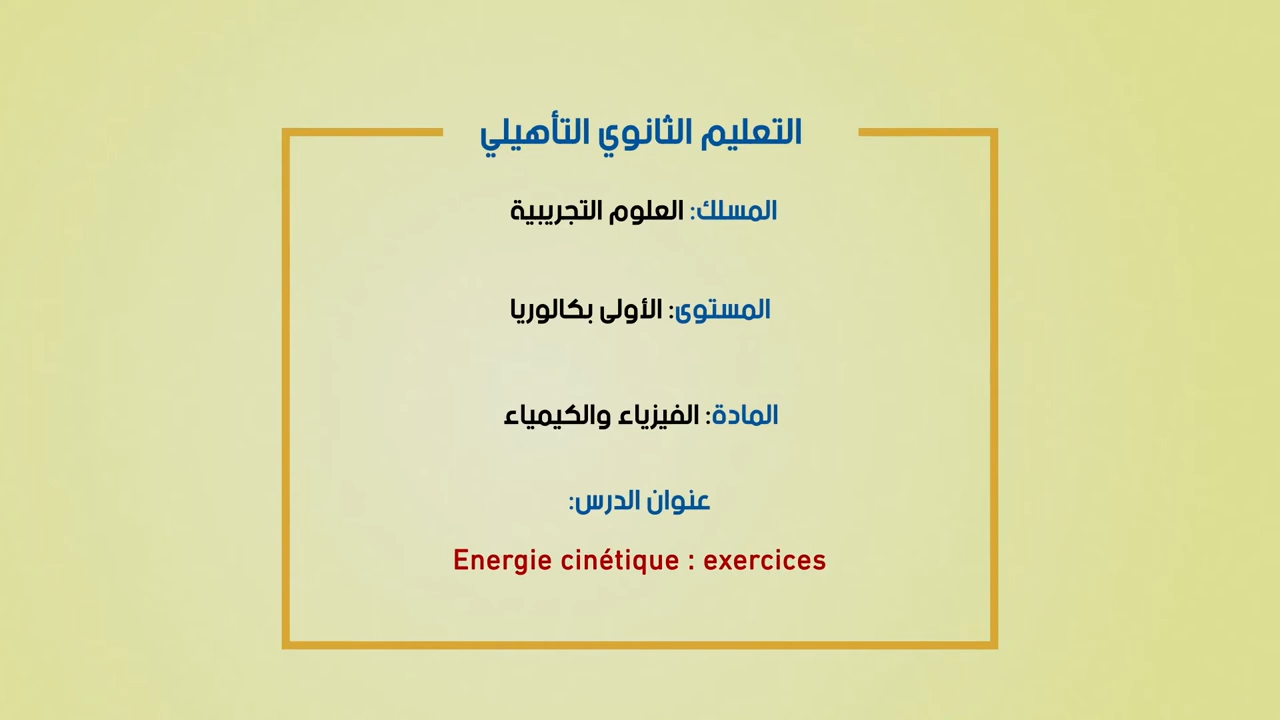 التعليم الثانوي التأهيلي
المسلك: العلوم التجريبية
المستوى: الأولى بكالوريا
المادة: الفيزياء والكيمياء
عنوان الدرس:
Energie cinétique : exercices